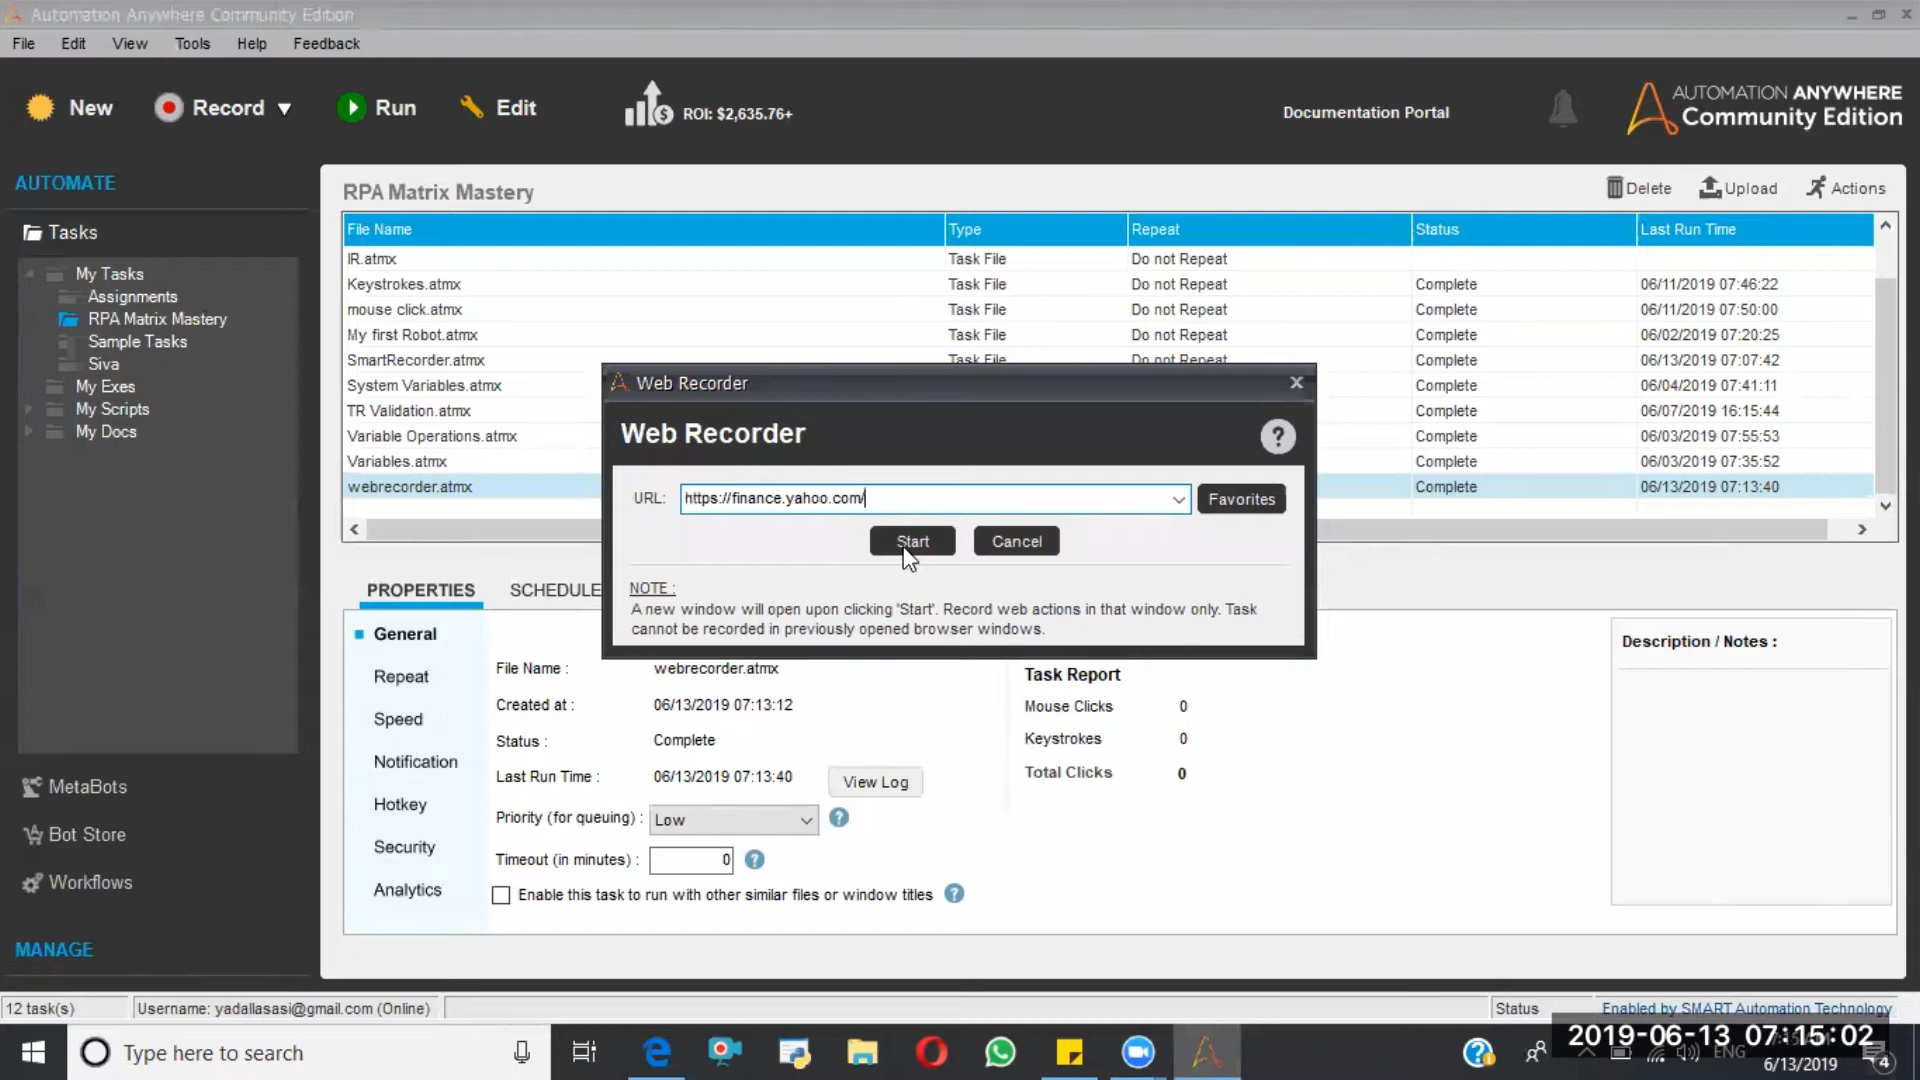 Automation Anywhere Community Edition
File Edit View Tools Help Feedback
New Record Run Edit ROI: $2,635.76+ Documentation Portal AUTOMATION ANYWHERE Community Edition
AUTOMATE
Tasks
My Tasks
Assignments
RPA Matrix Mastery
Sample Tasks
Siva
My Exes
My Scripts
My Docs
MetaBots
Bot Store
Workflows
MANAGE
RPA Matrix Mastery Delete Upload Actions
File Name Type Repeat Status Last Run Time
IR.atmx Task File Do not Repeat
Keystrokes.atmx Task File Do not Repeat Complete 06/11/2019 07:46:22
mouse click.atmx Task File Do not Repeat Complete 06/11/2019 07:50:00
My first Robot.atmx Task File Do not Repeat Complete 06/02/2019 07:20:25
SmartRecorder.atmx Task File Do not Repeat Complete 06/13/2019 07:07:42
System Variables.atmx Complete 06/04/2019 07:41:11
TR Validation.atmx Complete 06/07/2019 16:15:44
Variable Operations.atmx Complete 06/03/2019 07:55:53
Variables.atmx Complete 06/03/2019 07:35:52
webrecorder.atmx Complete 06/13/2019 07:13:40
Web Recorder
Web Recorder
?
URL: https://finance.yahoo.com/ Favorites
Start Cancel
NOTE :
A new window will open upon clicking 'Start'. Record web actions in that window only. Task
cannot be recorded in previously opened browser windows.
PROPERTIES SCHEDULE
General
Repeat
Speed
Notification
Hotkey
Security
Analytics
File Name : webrecorder.atmx
Created at : 06/13/2019 07:13:12
Status : Complete
Last Run Time : 06/13/2019 07:13:40 View Log
Priority (for queuing) : Low ?
Timeout (in minutes) : 0 ?
Enable this task to run with other similar files or window titles ?
Task Report
Mouse Clicks 0
Keystrokes 0
Total Clicks 0
Description / Notes :
12 task(s) Username: yadallasasi@gmail.com (Online) Status Enabled by SMART Automation Technology
Type here to search
ENG
2019-06-13 07:15:02
6/13/2019
4